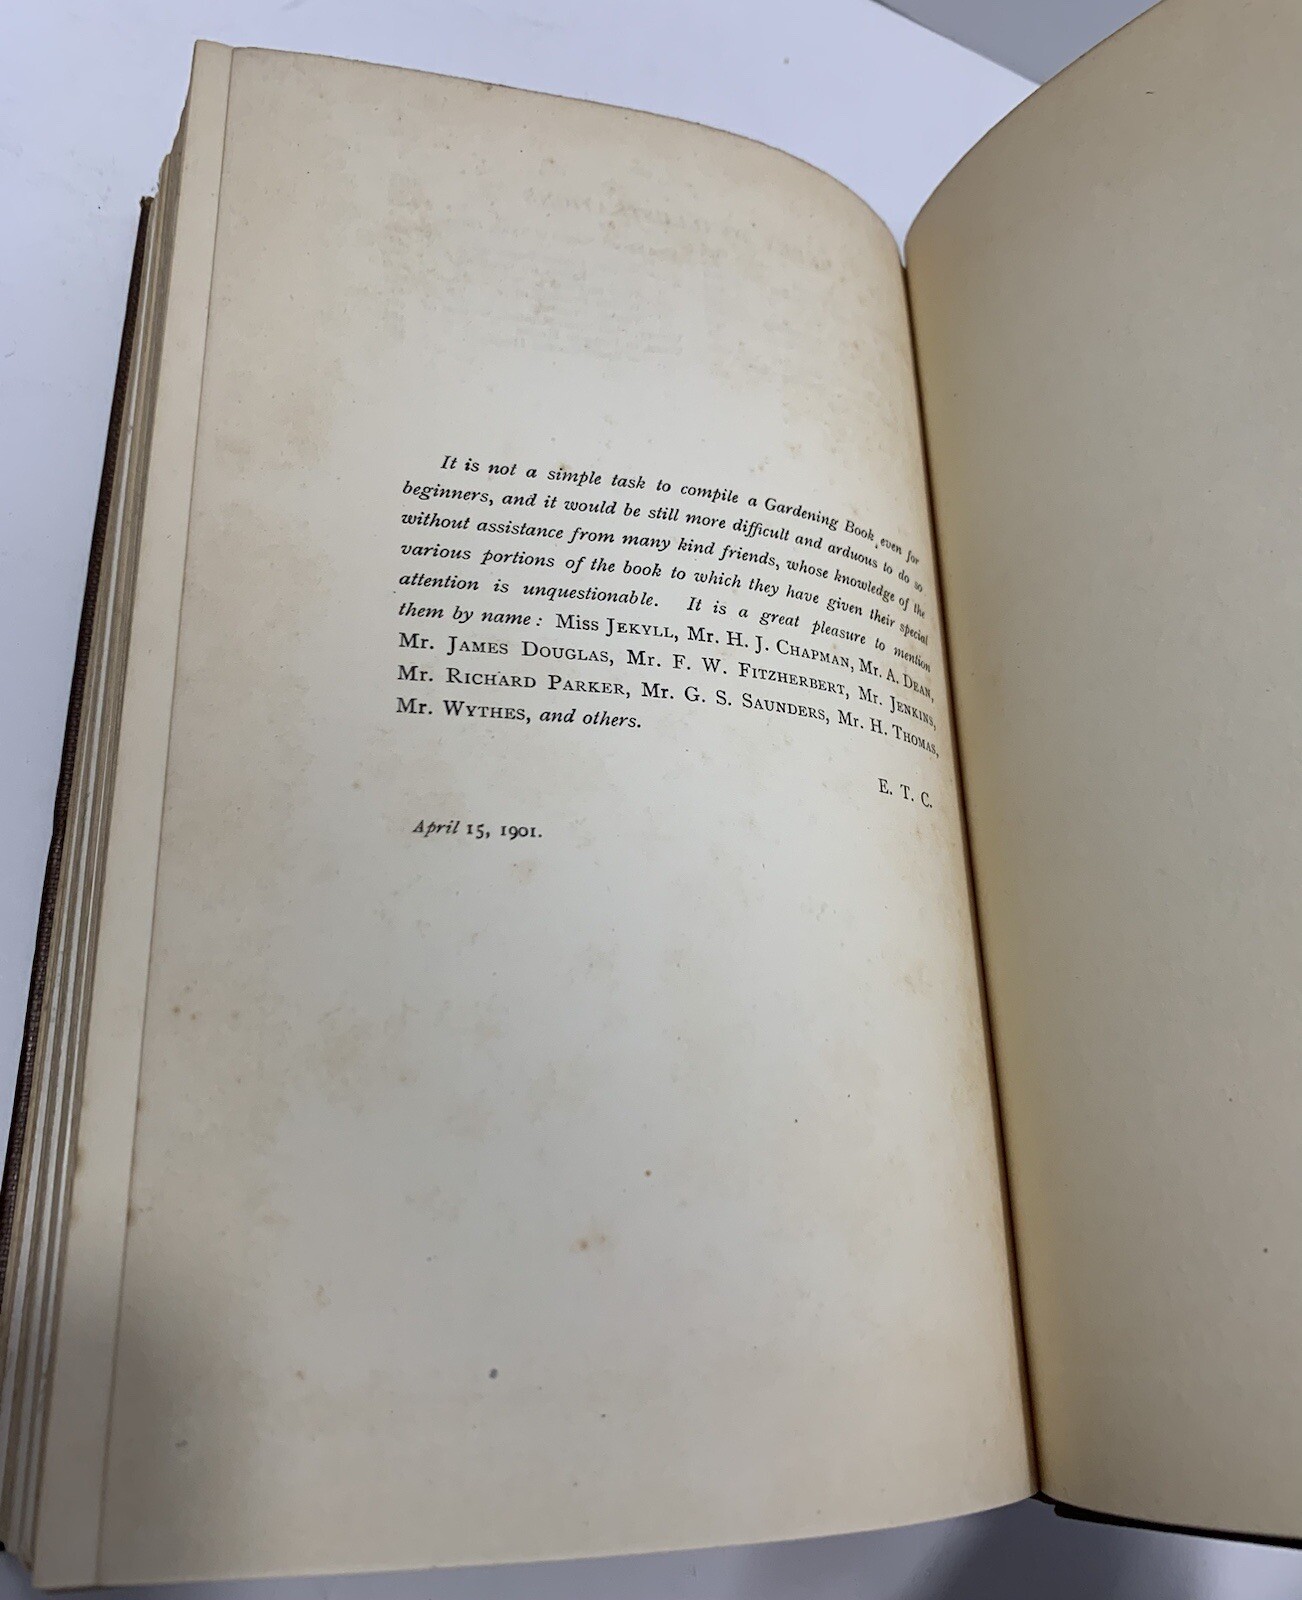 It is not a simple task to compile a Gardening Book, even for
beginners, and it would be still more difficult and arduous to do so
without assistance from many kind friends, whose knowledge of the
various portions of the book to which they have given their special
attention is unquestionable. It is a great pleasure to mention
them by name: Miss JEKYLL, Mr. H. J. CHAPMAN, Mr. A. DEAN,
Mr. JAMES DOUGLAS, Mr. F. W. FITZHERBERT, Mr. JENKINS,
Mr. RICHARD PARKER, Mr. G. S. SAUNDERS, Mr. H. THOMAS,
Mr. WYTHES, and others.
E. T. C.
April 15, 1901.